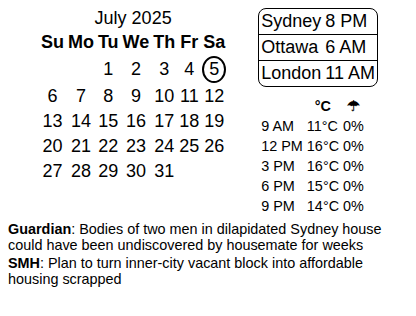 July 2025
Su Mo Tu We Th Fr Sa
1 2 3 4 5
6 7 8 9 10 11 12
13 14 15 16 17 18 19
20 21 22 23 24 25 26
27 28 29 30 31
Sydney 8 PM
Ottawa 6 AM
London 11 AM
°C ☂
9 AM 11°C 0%
12 PM 16°C 0%
3 PM 16°C 0%
6 PM 15°C 0%
9 PM 14°C 0%
Guardian: Bodies of two men in dilapidated Sydney house
could have been undiscovered by housemate for weeks
SMH: Plan to turn inner-city vacant block into affordable
housing scrapped